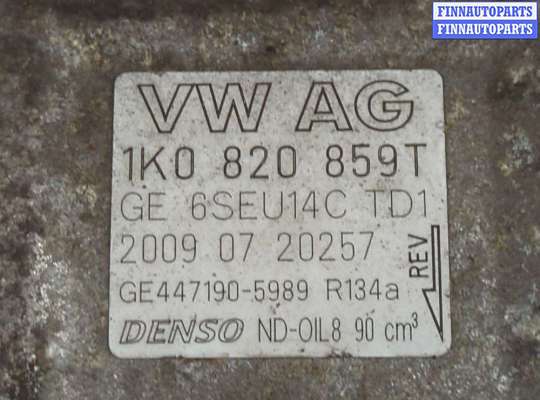 FINNAUTOPARTS
FINNAUTOPARTS
VW AG
1K0 820 859T
GE 6SEU14C TD1
2009 07 20257
REV
GE447190-5989 R134a
DENSO ND-OIL8 90 cm³